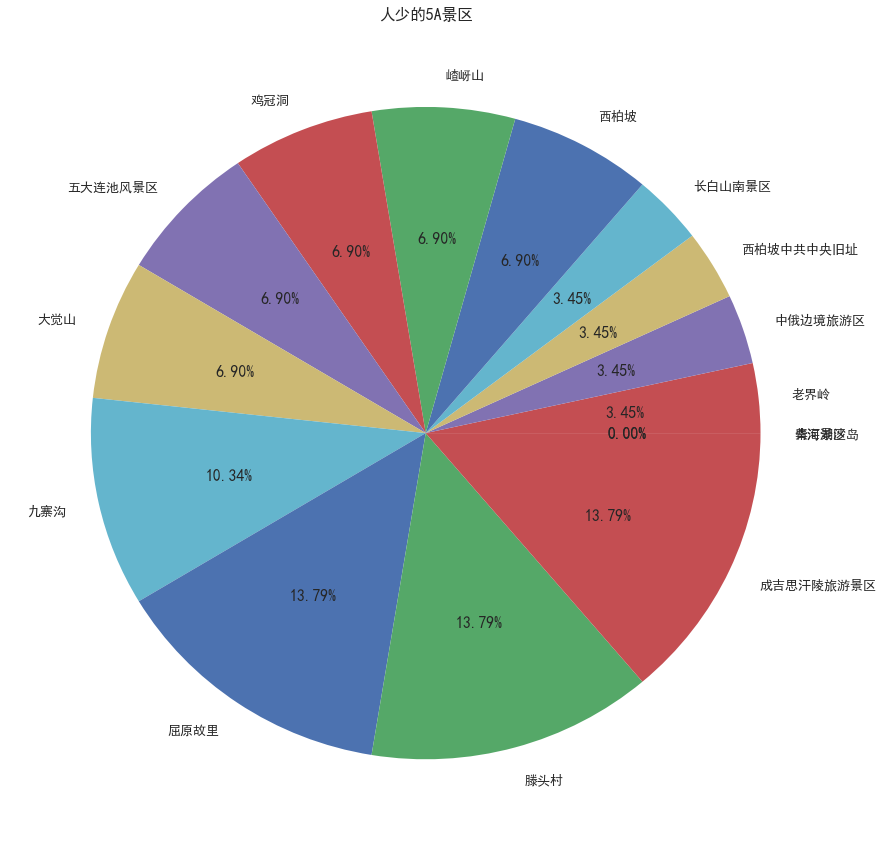 人少的5A景区
嵖岈山
鸡冠洞
西柏坡
五大连池风景区
长白山南景区
6.90%
6.90%
西柏坡中共中央旧址
6.90%
6.90%
3.45%
大觉山
中俄边境旅游区
3.45%
6.90%
3.45%
老界岭
3.45%
0.00%
10.34%
九寨沟
13.79%
成吉思汗陵旅游景区
13.79%
13.79%
屈原故里
滕头村